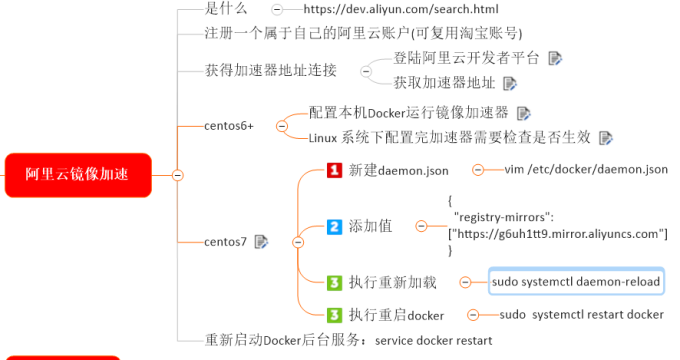 是什么
https://dev.aliyun.com/search.html
注册一个属于自己的阿里云账户(可复用淘宝账号)
获得加速器地址连接
登陆阿里云开发者平台
获取加速器地址
centos6+
配置本机Docker运行镜像加速器
Linux 系统下配置完加速器需要检查是否生效
阿里云镜像加速
centos7
1 新建daemon.json
vim /etc/docker/daemon.json
2 添加值
{
"registry-mirrors":
["https://g6uh1tt9.mirror.aliyuncs.com"]
}
3 执行重新加载
sudo systemctl daemon-reload
3 执行重启docker
sudo  systemctl restart docker
重新启动Docker后台服务：service docker restart